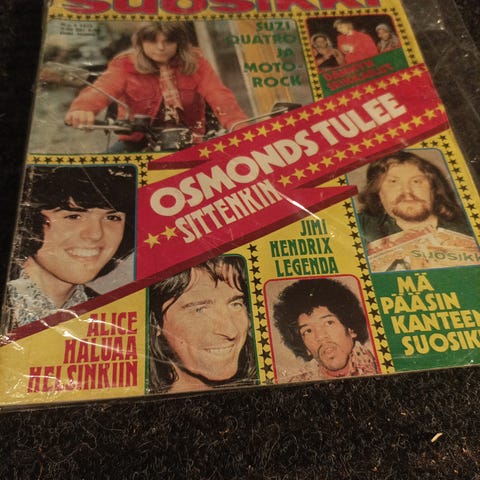 SUOSIKKI
SUZI
QUATRO
JA
MOTO-
ROCK
OSMONDS TULEE
SITTENKIN
JIMI
HENDRIX
LEGENDA
SUOSIKKI
MÄ
PÄÄSIN
KANTEEN
SUOSIK
ALICE
HALUAA
HELSINKIIN